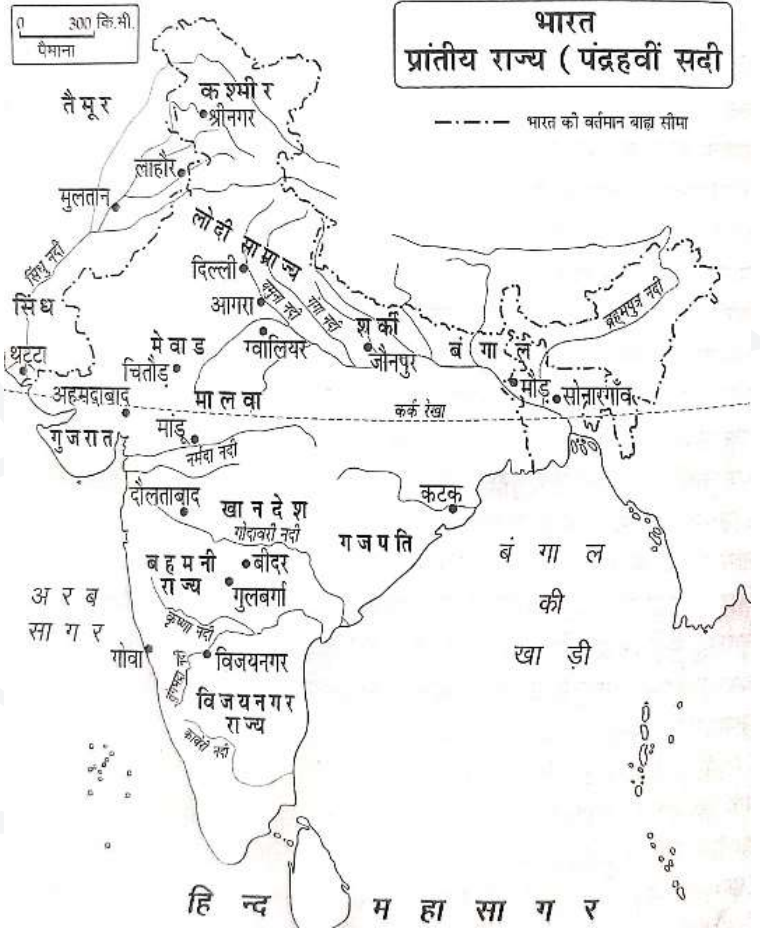 0 300 कि.मी.
पैमाना
भारत
प्रांतीय राज्य ( पंद्रहवीं सदी
भारत को वर्तमान बाह्य सीमा
तैमूर
कश्मीर
श्रीनगर
लाहौर
मुलतान
लोदी साम्राज्य
सिंधु नदी
दिल्ली
सिंध
आगरा
यमुना नदी
गंगा नदी
शर्की
ब्रह्मपुत्र नदी
मेवाड
ग्वालियर
बंगाल
थट्टा
चितौड़
जौनपुर
मौड़
सोनारगाँव
अहमदाबाद
मालवा
कर्क रेखा
गुजरात
मांडू
नर्मदा नदी
दौलताबाद
खानदेश
कटक
गोदावरी नदी
गजपति
बंगाल
की
खाड़ी
बहमनी
राज्य
बीदर
गुलबर्गा
अरब
सागर
कृष्णा नदी
गोवा
विजयनगर
विजयनगर
राज्य
कावेरी नदी
हिन्द महासागर